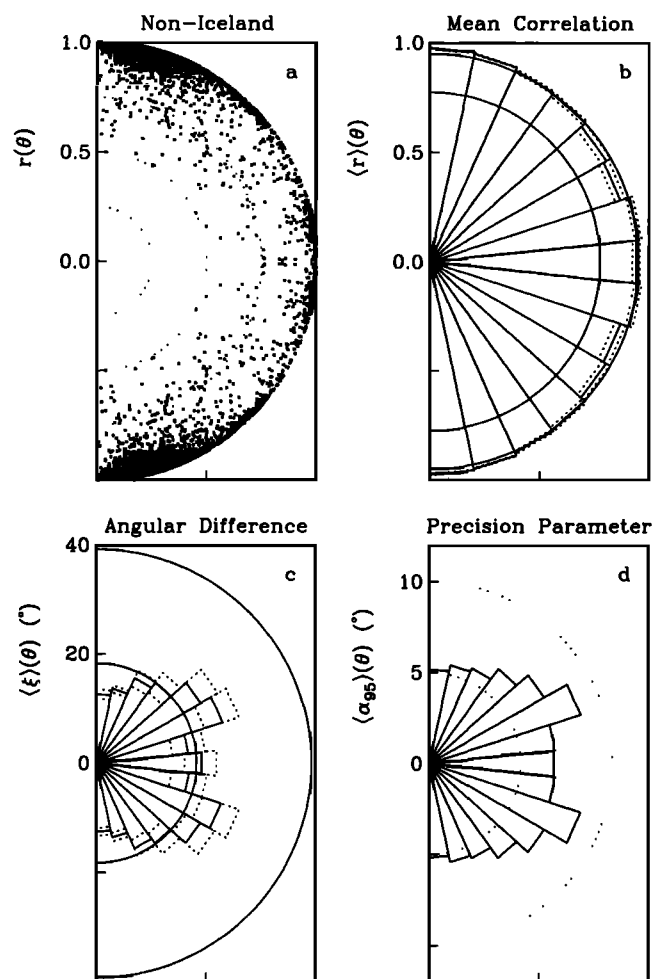 Non-Iceland
1.0
0.5
0.0
r(θ)
a
Mean Correlation
1.0
0.5
0.0
⟨r⟩(θ)
b
Angular Difference
40
20
0
⟨ξ⟩(θ) (°)
c
Precision Parameter
10
5
0
⟨α95⟩(θ) (°)
d